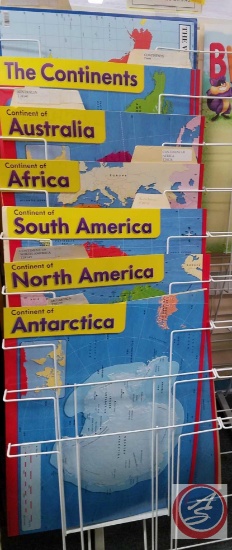 The Continents
Continent of
Australia
Continent of
Africa
Continent of
South America
Continent of
North America
Continent of
Antarctica